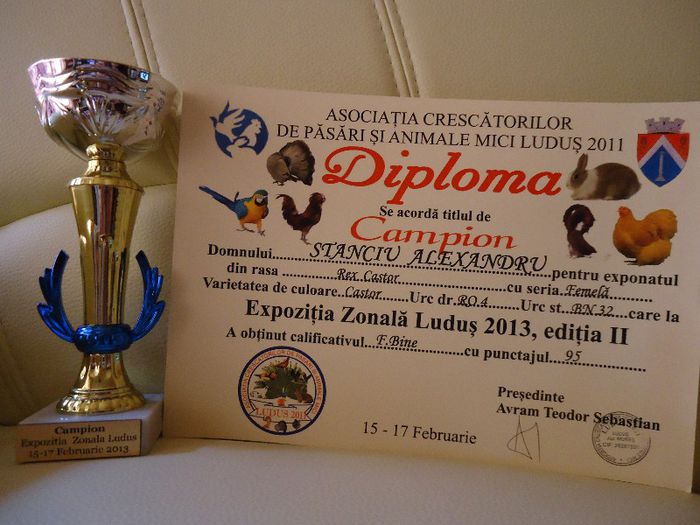 ASOCIAȚIA CRESCĂTORILOR
DE PĂSĂRI ȘI ANIMALE MICI LUDUȘ 2011
Diploma
Se acordă titlul de
Campion
Domnului.....STANCIU ALEXANDRU.....pentru exponatul
din rasa .....Rex Castor.....cu seria.Femelă.....
Varietatea de culoare.Castor.....Urc dr.RO.4.....Urc st...BN.32....care la
Expoziția Zonală Luduș 2013, ediția II
A obținut calificativul...F.Bine.....cu punctajul...95.....
Președinte
Avram Teodor Sebastian
15 - 17 Februarie
LUDUS 2011
Campion
Expozitia Zonala Ludus
15-17 Februarie 2013